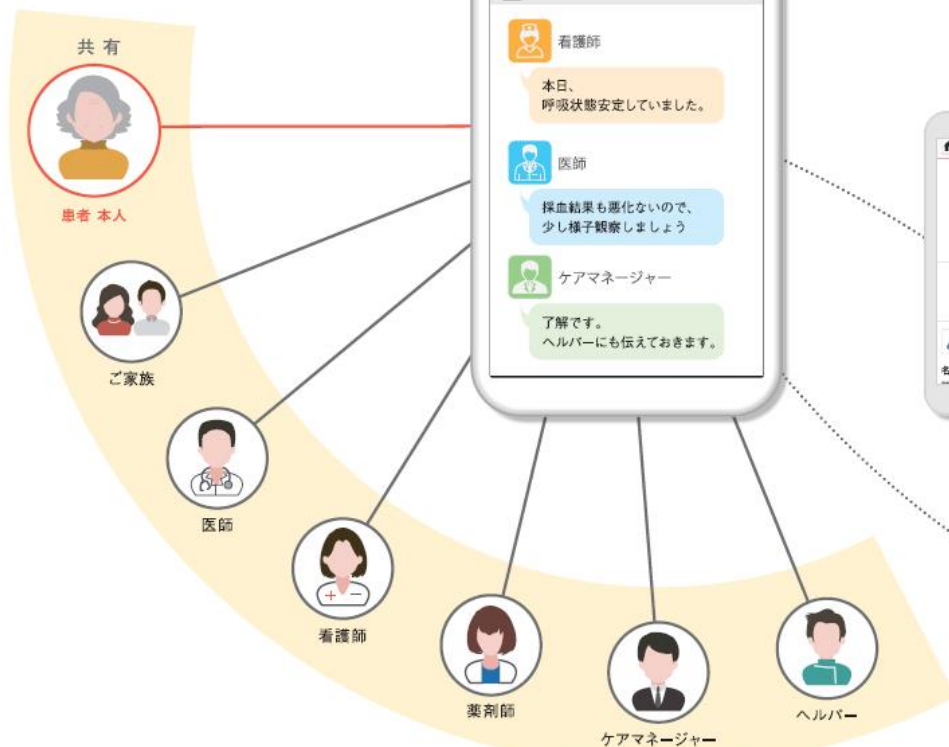 共有
患者 本人
ご家族
医師
看護師
薬剤師
ケアマネージャー
ヘルパー
看護師
本日、
呼吸状態安定していました。
医師
採血結果も悪化ないので、
少し様子観察しましょう
ケアマネージャー
了解です。
ヘルパーにも伝えておきます。